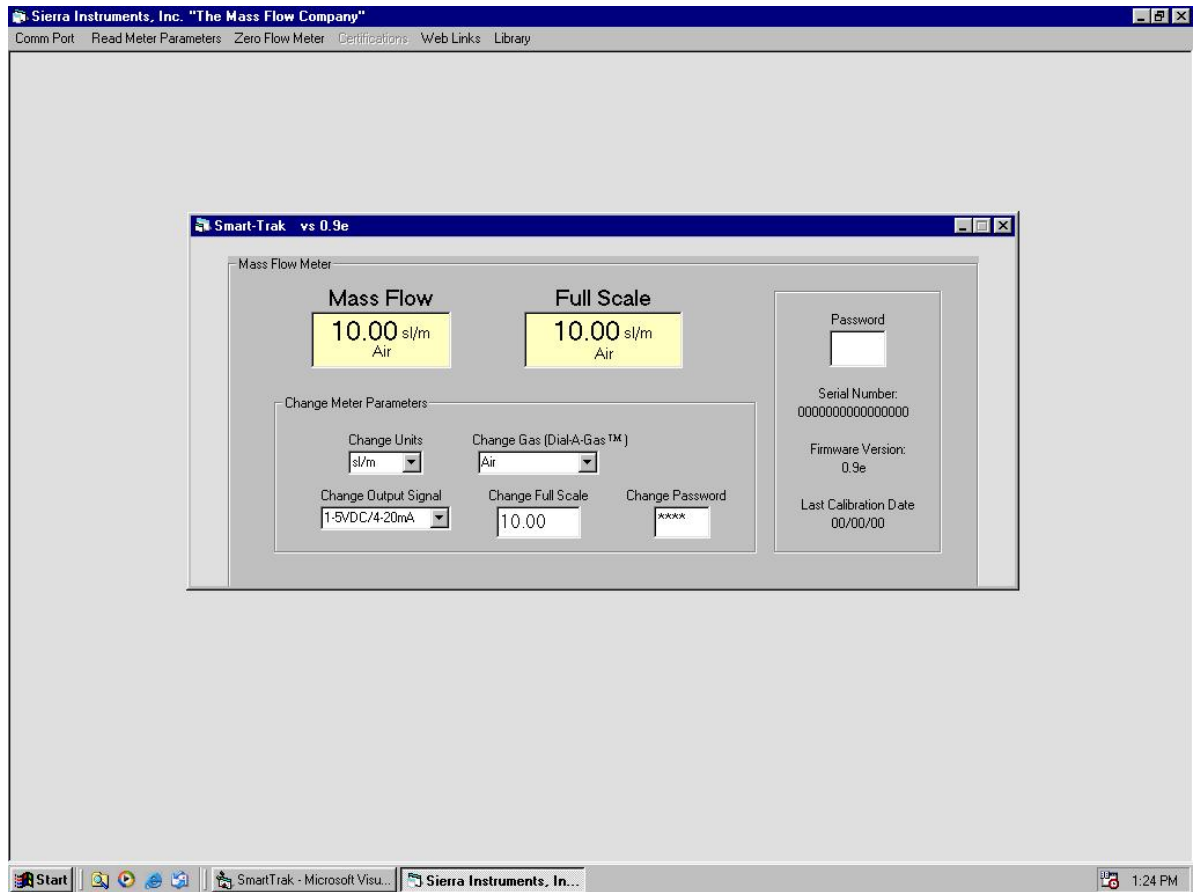 Sierra Instruments, Inc. "The Mass Flow Company"
Comm Port Read Meter Parameters Zero Flow Meter Certifications Web Links Library
Smart-Trak vs 0.9e
Mass Flow Meter
Mass Flow
10.00 sl/m
Air
Full Scale
10.00 sl/m
Air
Change Meter Parameters
Change Units
sl/m
Change Gas (Dial-A-Gas™)
Air
Change Output Signal
1-5VDC/4-20mA
Change Full Scale
10.00
Change Password
****
Password
Serial Number:
0000000000000000
Firmware Version:
0.9e
Last Calibration Date
00/00/00
Start
SmartTrak - Microsoft Visu...
Sierra Instruments, In...
1:24 PM